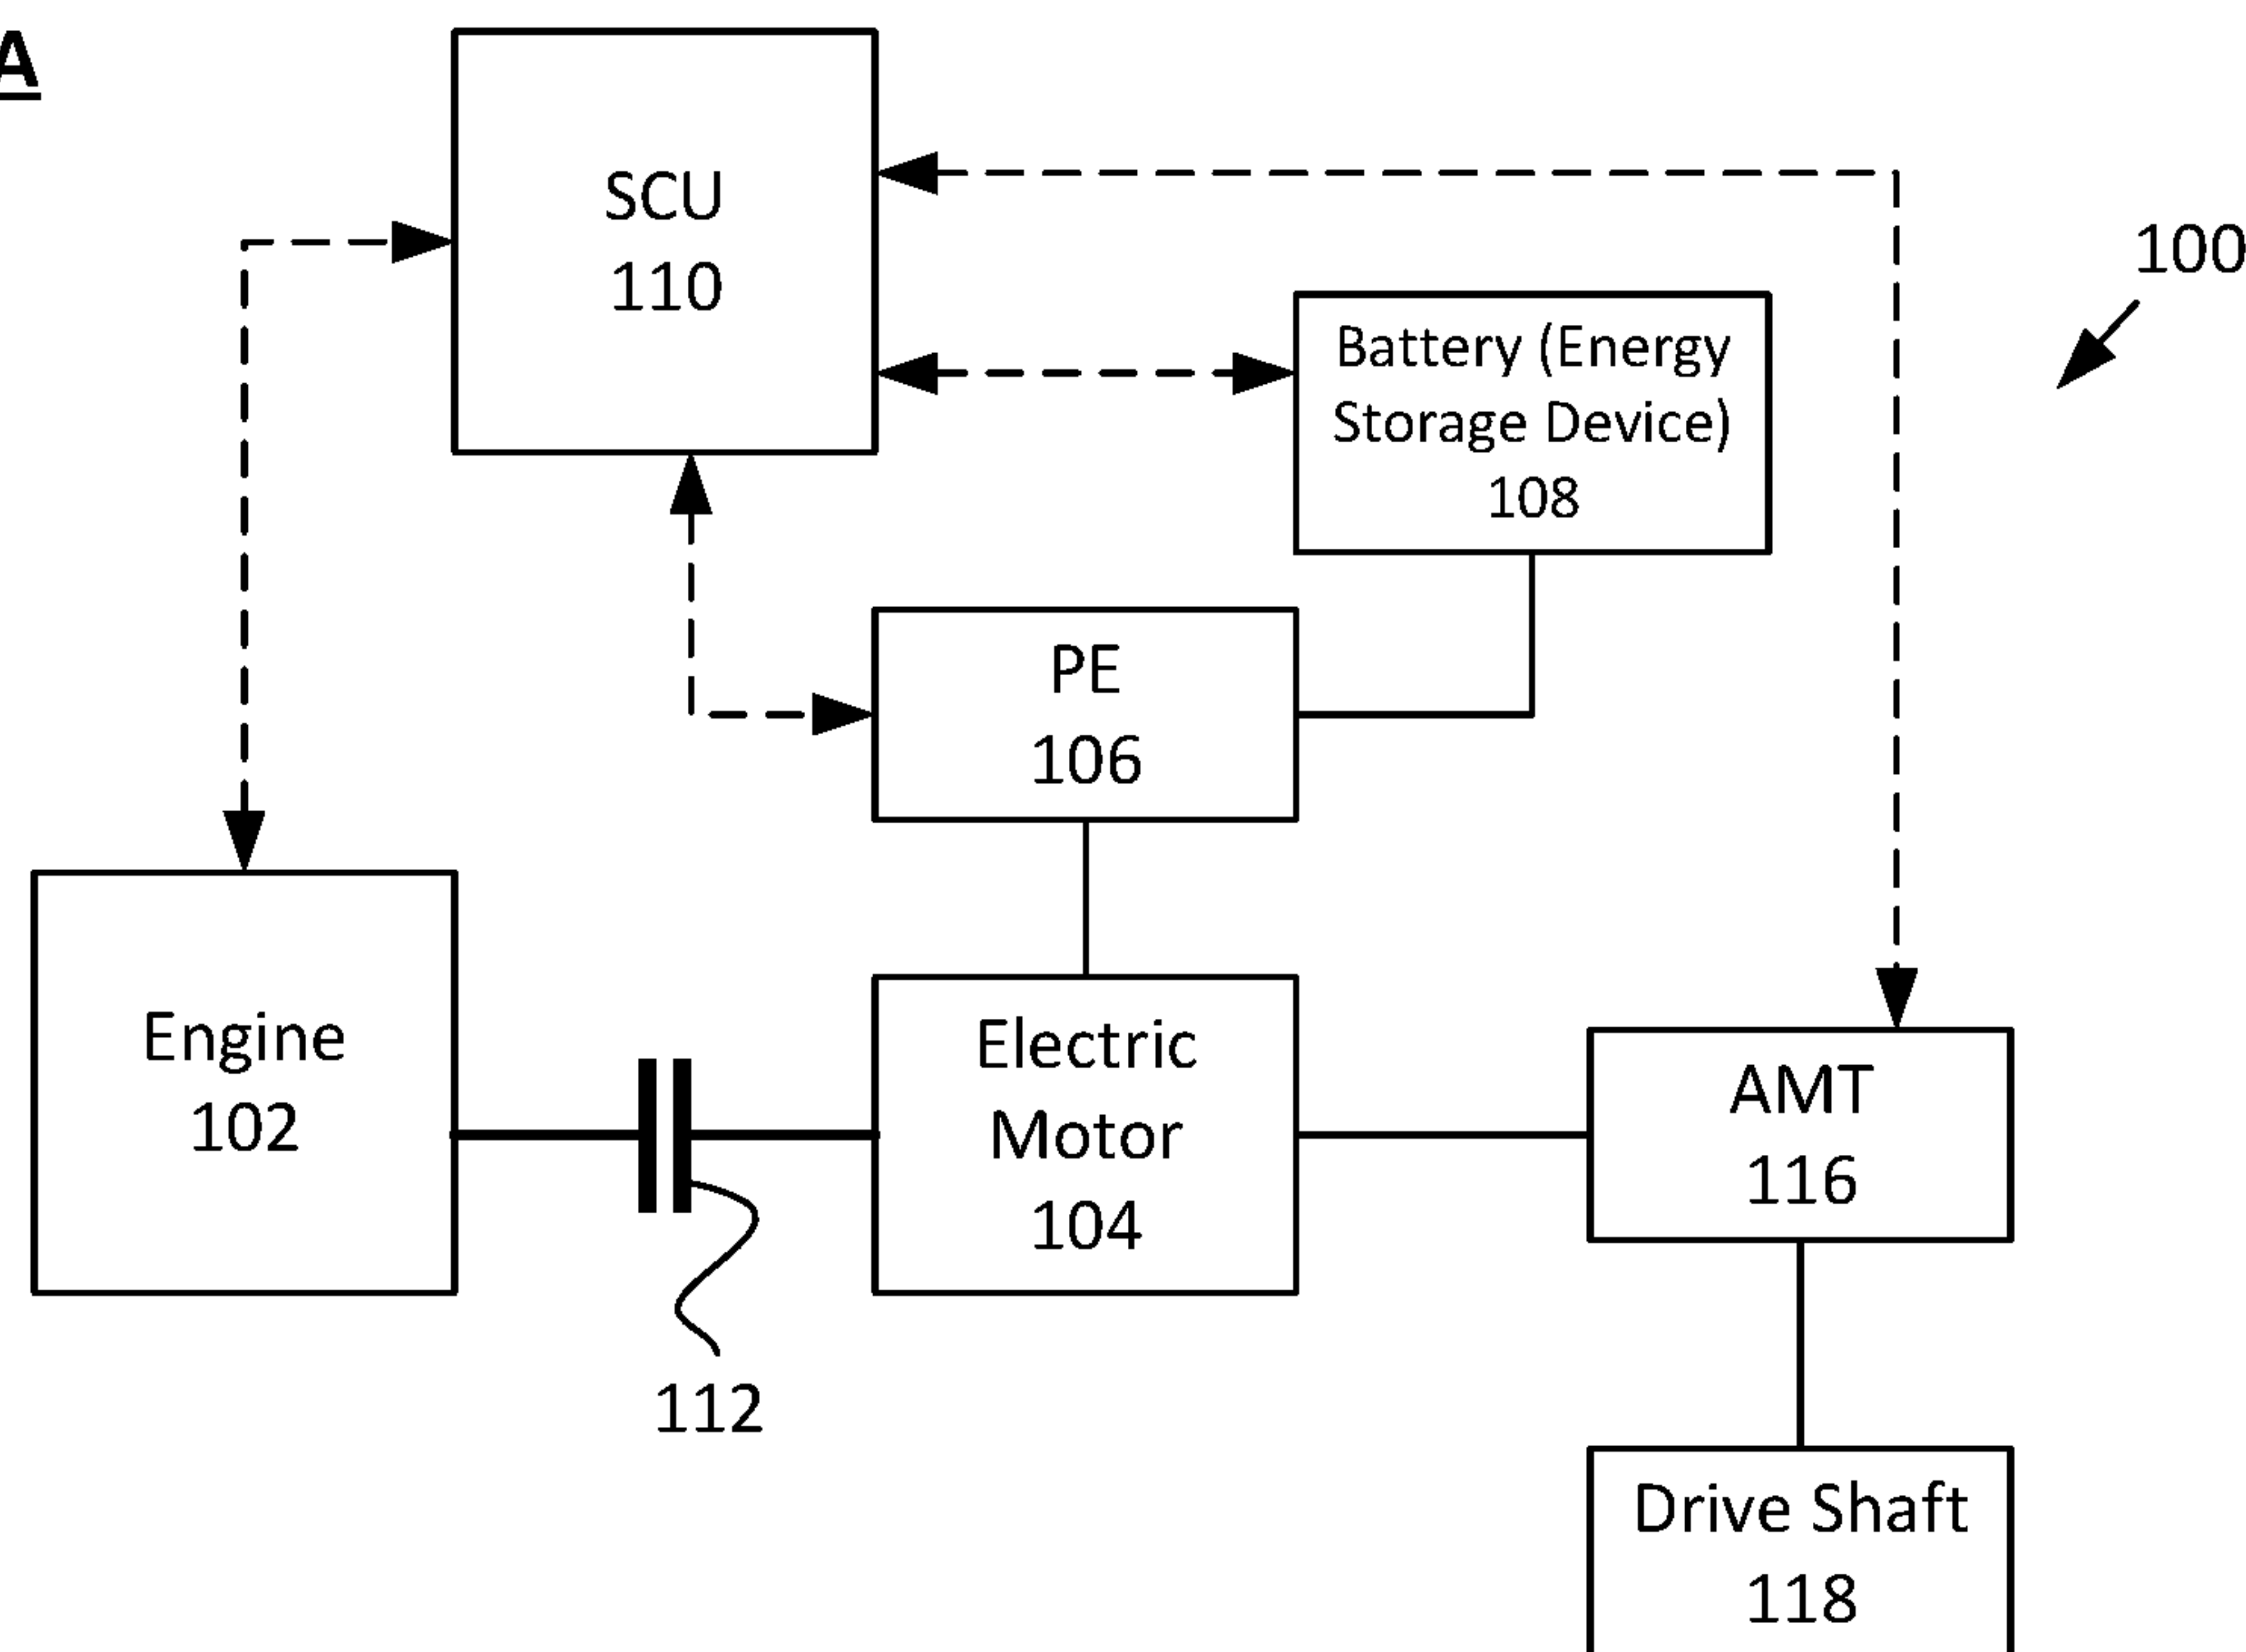 A
SCU
110
100
Battery (Energy
Storage Device)
108
PE
106
Engine
102
Electric
Motor
104
AMT
116
112
Drive Shaft
118